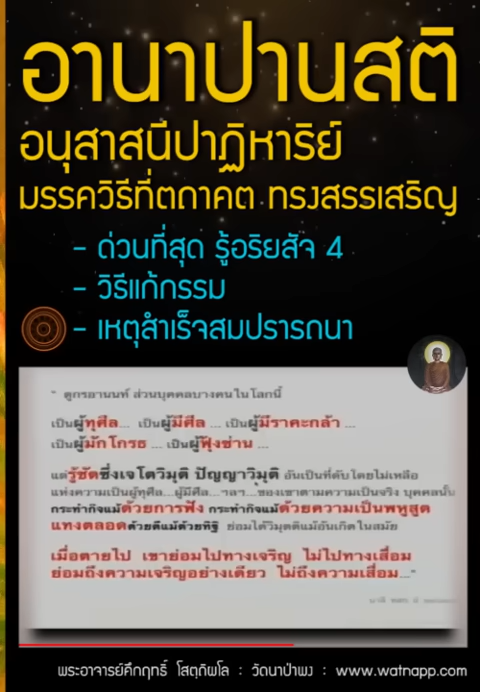 อานาปานสติ
อนุสาสนีปาฏิหาริย์
มรรควิธีที่ตถาคต ทรงสรรเสริญ
- ด่วนที่สุด รู้อริยสัจ 4
- วิธีแก้กรรม
- เหตุสำเร็จสมปรารถนา
" ดูกรอานนท์ ส่วนบุคคลบางคนในโลกนี้
เป็นผู้ทุศีล... เป็นผู้มีศีล ... เป็นผู้มีราคะกล้า ...
เป็นผู้มักโกรธ ... เป็นผู้ฟุ้งซ่าน ...
แต่รู้ชัดซึ่งเจโตวิมุติ ปัญญาวิมุติ อันเป็นที่ดับโดยไม่เหลือ
แห่งความเป็นผู้ทุศีล...ผู้มีศีล...ฯลฯ...ของเขาตามความเป็นจริง บุคคลนั้น
กระทำกิจแม้ด้วยการฟัง กระทำกิจแม้ด้วยความเป็นพหูสูต
แทงตลอดด้วยดีแม้ด้วยทิฐิ ย่อมได้วิมุตติแม้อันเกิดในสมัย
เมื่อตายไป เขาย่อมไปทางเจริญ ไม่ไปทางเสื่อม
ย่อมถึงความเจริญอย่างเดียว ไม่ถึงความเสื่อม..."
พระอาจารย์คึกฤทธิ์ โสตฺถิผโล : วัดนาป่าพง : www.watnapp.com